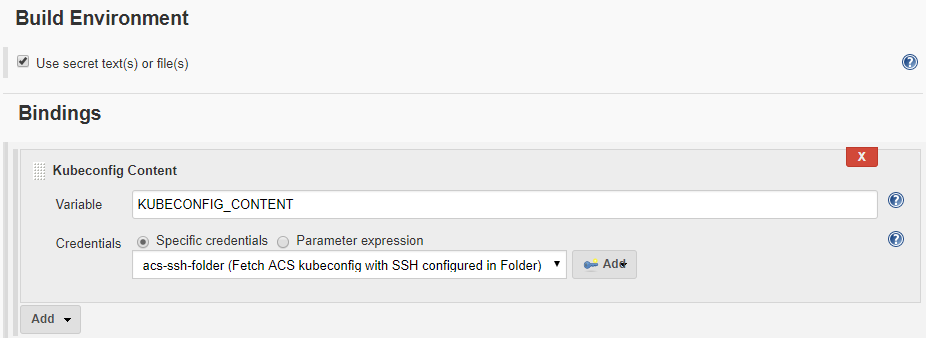 Build Environment
Use secret text(s) or file(s)
?
Bindings
X
Kubeconfig Content
Variable KUBECONFIG_CONTENT ?
Credentials Specific credentials Parameter expression ?
acs-ssh-folder (Fetch ACS kubeconfig with SSH configured in Folder) Add
Add